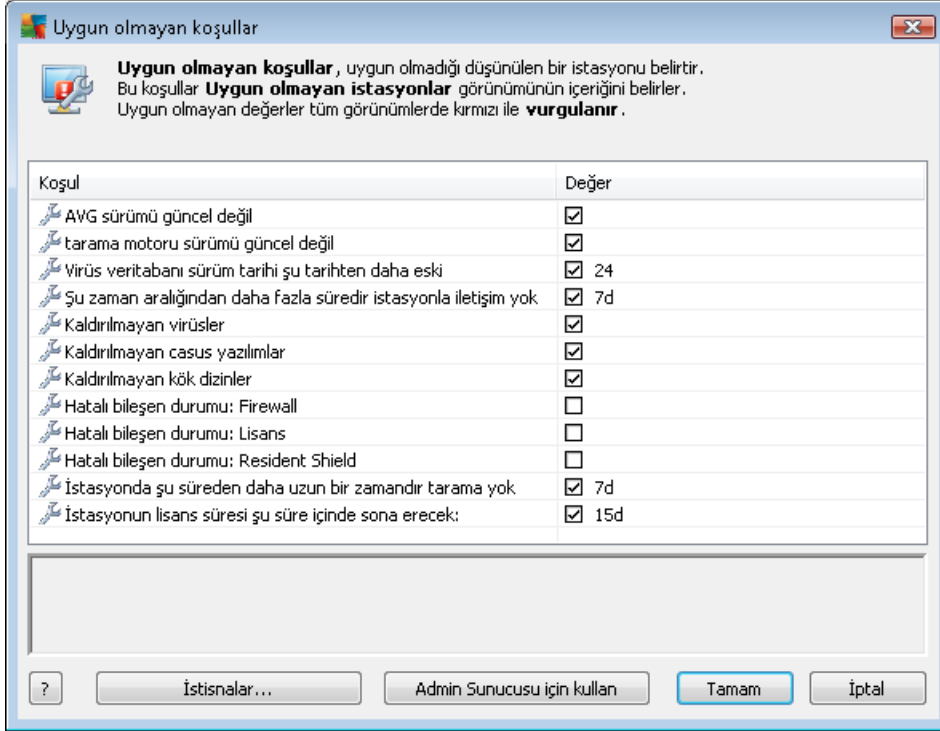 Uygun olmayan koşullar
Uygun olmayan koşullar, uygun olmadığı düşünülen bir istasyonu belirtir.
Bu koşullar Uygun olmayan istasyonlar görünümünün içeriğini belirler.
Uygun olmayan değerler tüm görünümlerde kırmızı ile vurgulanır.
Koşul Değer
AVG sürümü güncel değil
tarama motoru sürümü güncel değil
Virüs veritabanı sürüm tarihi şu tarihten daha eski 24
Şu zaman aralığından daha fazla süredir istasyonla iletişim yok 7d
Kaldırılmayan virüsler
Kaldırılmayan casus yazılımlar
Kaldırılmayan kök dizinler
Hatalı bileşen durumu: Firewall
Hatalı bileşen durumu: Lisans
Hatalı bileşen durumu: Resident Shield
İstasyonda şu süreden daha uzun bir zamandır tarama yok 7d
İstasyonun lisans süresi şu süre içinde sona erecek: 15d
? İstisnalar... Admin Sunucusu için kullan Tamam İptal